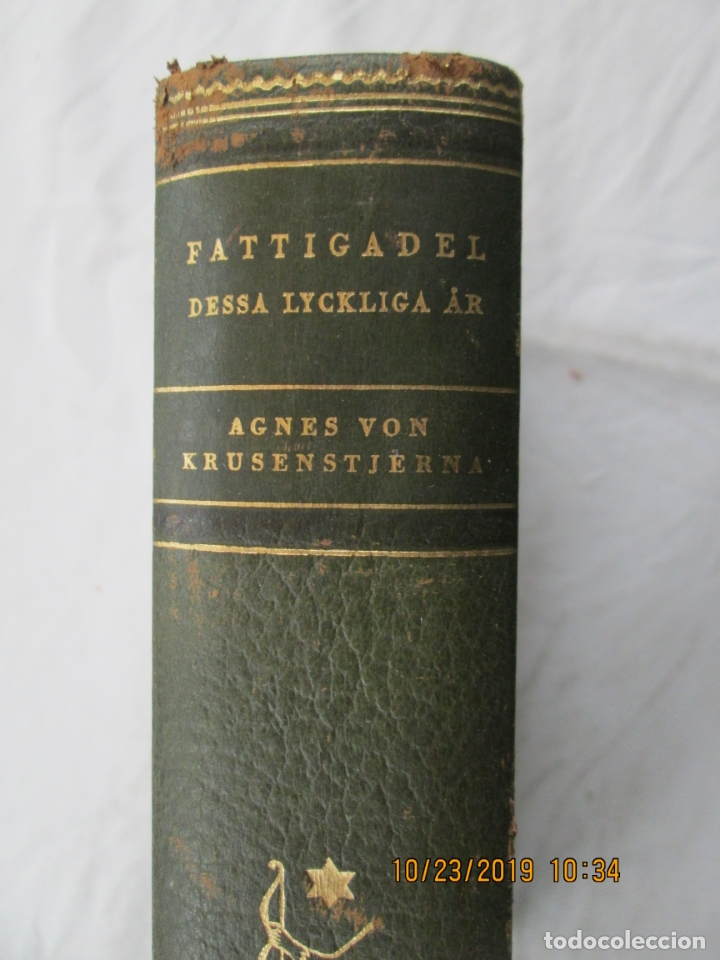 FATTIGADEL
DESSA LYCKLIGA ÅR
AGNES VON
KRUSENSTJERNA
10/23/2019 10:34
todocoleccion